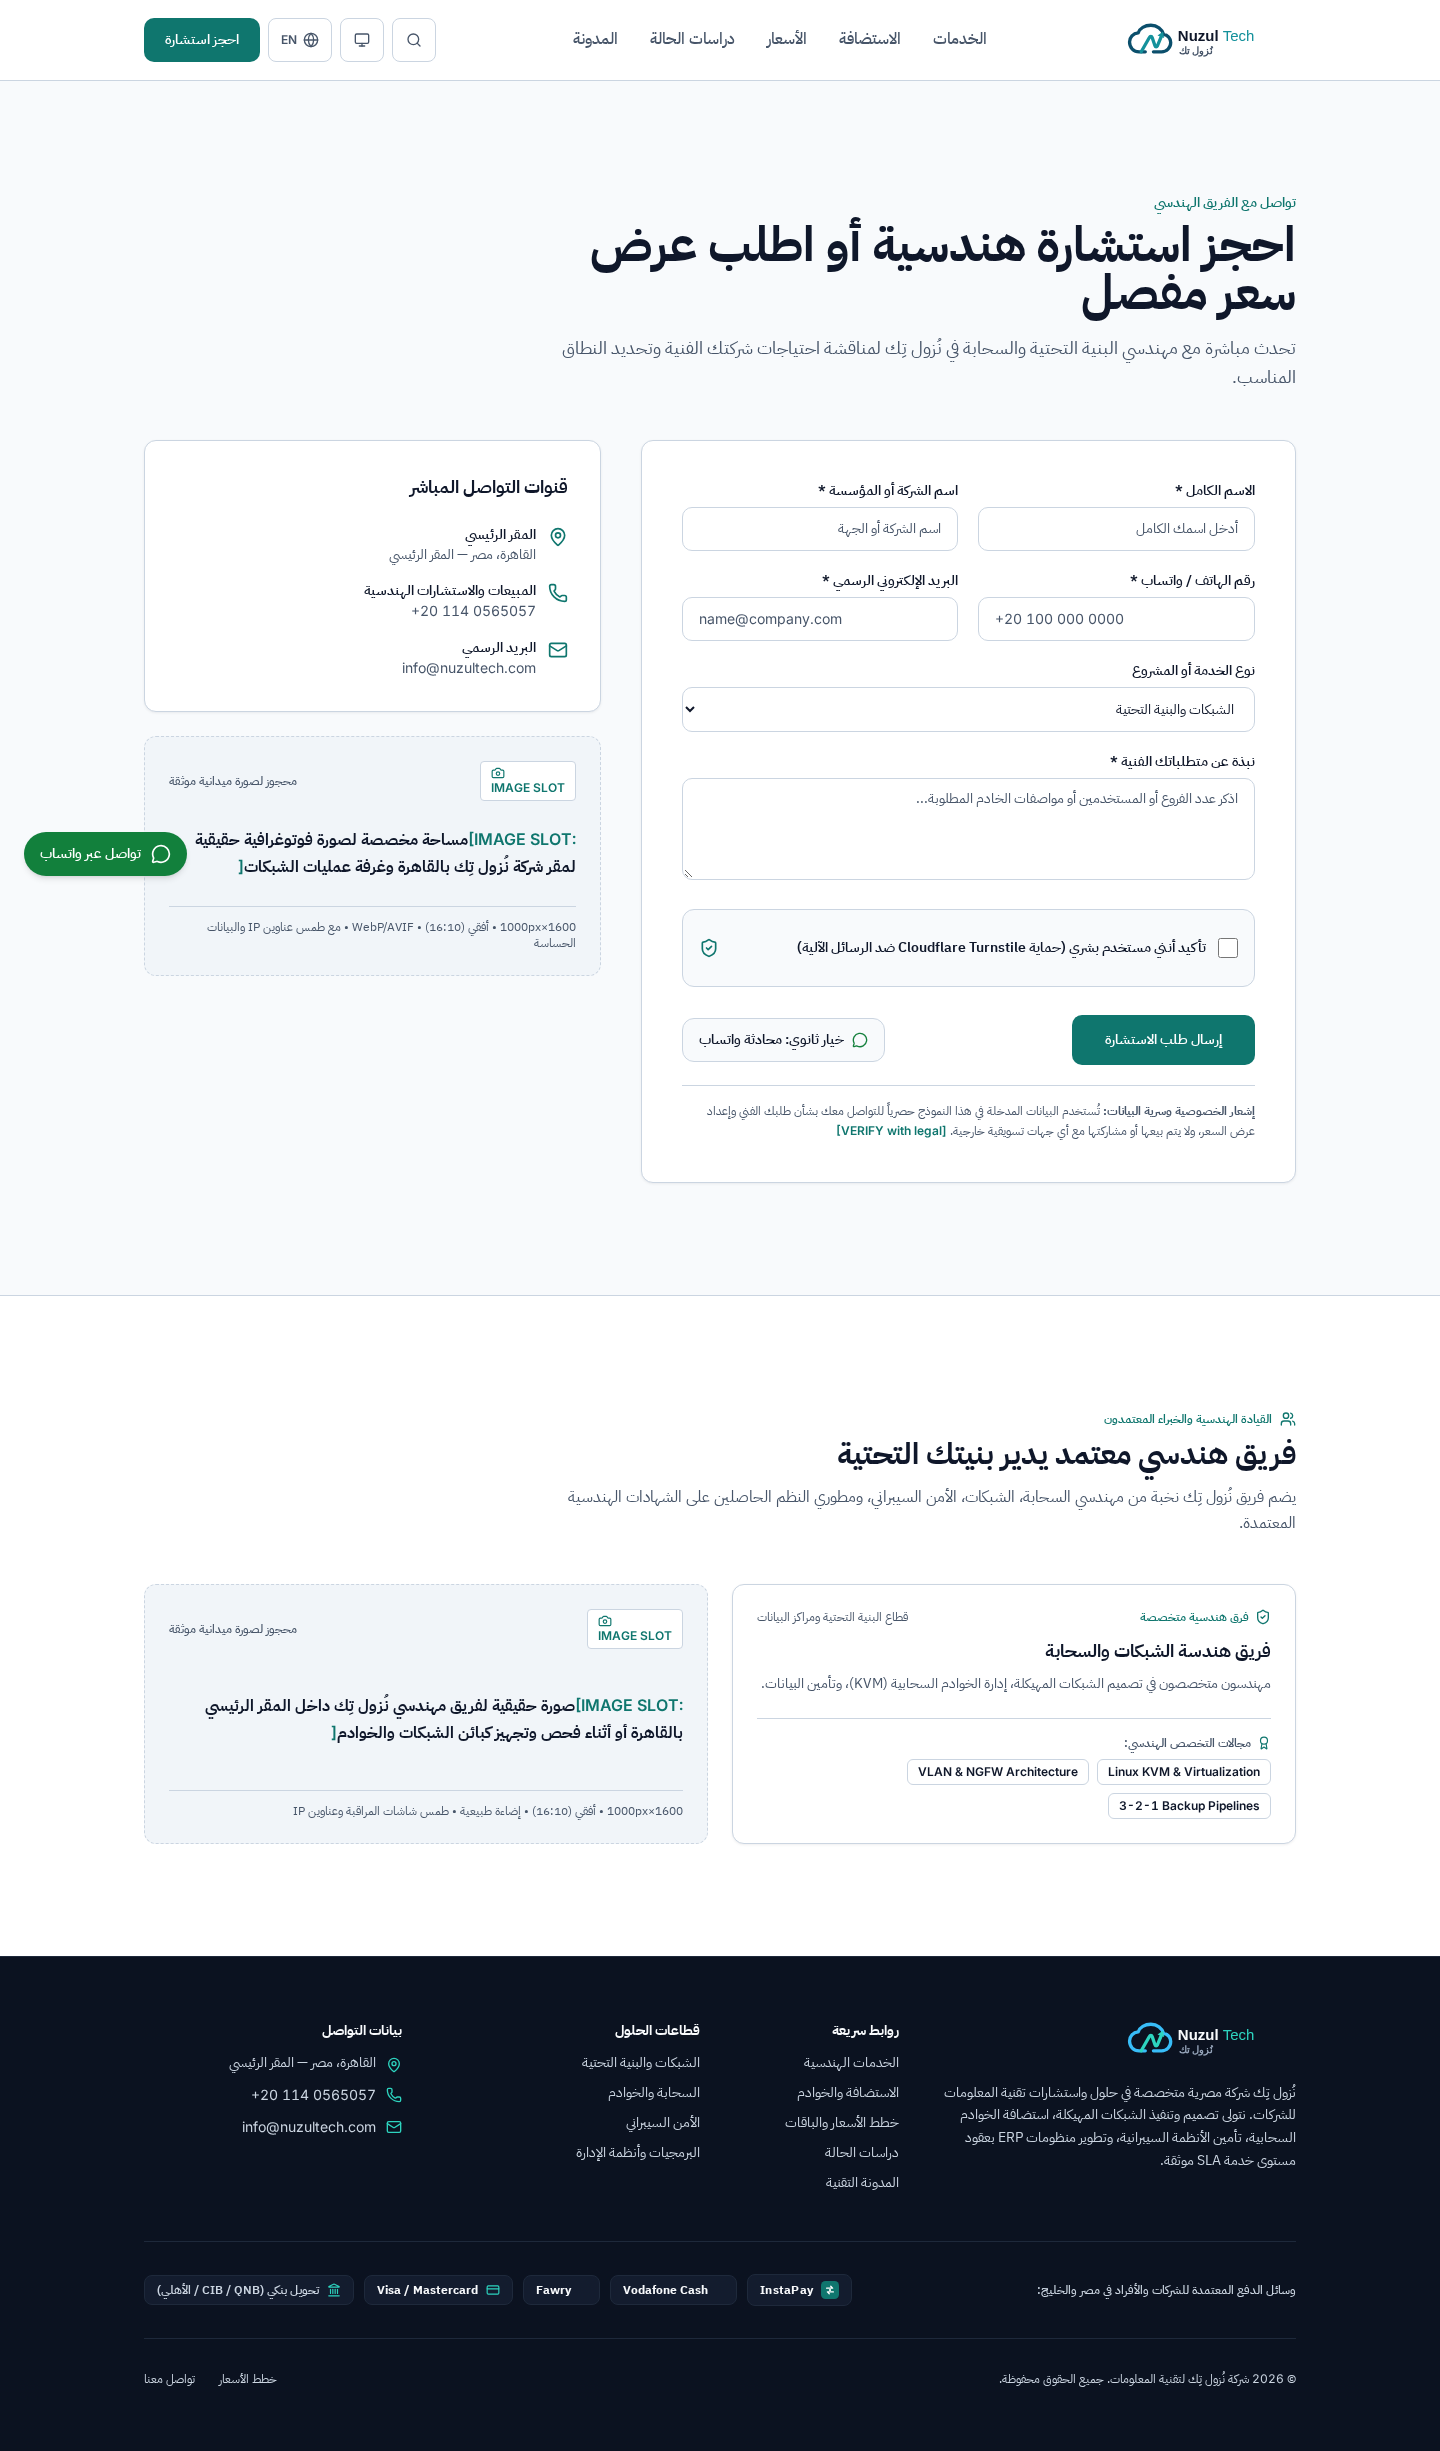 Nuzul Tech
نُزول تك
الخدمات
الاستضافة
الأسعار
دراسات الحالة
المدونة
EN
احجز استشارة
تواصل مع الفريق الهندسي
احجز استشارة هندسية أو اطلب عرض
سعر مفصل
تحدث مباشرة مع مهندسي البنية التحتية والسحابة في نُزول تِك لمناقشة احتياجات شركتك الفنية وتحديد النطاق
المناسب.
الاسم الكامل *
اسم الشركة أو المؤسسة *
أدخل اسمك الكامل
اسم الشركة أو الجهة
رقم الهاتف / واتساب *
البريد الإلكتروني الرسمي *
+20 100 000 0000
name@company.com
نوع الخدمة أو المشروع
الشبكات والبنية التحتية
نبذة عن متطلباتك الفنية *
اذكر عدد الفروع أو المستخدمين أو مواصفات الخادم المطلوبة...
تأكيد أنني مستخدم بشري (حماية Cloudflare Turnstile ضد الرسائل الآلية)
إرسال طلب الاستشارة
خيار ثانوي: محادثة واتساب
إشعار الخصوصية وسرية البيانات: تُستخدم البيانات المدخلة في هذا النموذج حصرياً للتواصل معك بشأن طلبك الفني وإعداد
عرض السعر، ولا يتم بيعها أو مشاركتها مع أي جهات تسويقية خارجية. [VERIFY with legal]
قنوات التواصل المباشر
المقر الرئيسي
القاهرة، مصر — المقر الرئيسي
المبيعات والاستشارات الهندسية
+20 114 0565057
البريد الرسمي
info@nuzultech.com
IMAGE SLOT
محجوز لصورة ميدانية موثقة
[IMAGE SLOT: مساحة مخصصة لصورة فوتوغرافية حقيقية
لمقر شركة نُزول تِك بالقاهرة وغرفة عمليات الشبكات]
1600×1000px • أفقي (16:10) • WebP/AVIF • مع طمس عناوين IP والبيانات
الحساسة
تواصل عبر واتساب
القيادة الهندسية والخبراء المعتمدون
فريق هندسي معتمد يدير بنيتك التحتية
يضم فريق نُزول تِك نخبة من مهندسي السحابة، الشبكات، الأمن السيبراني، ومطوري النظم الحاصلين على الشهادات الهندسية
المعتمدة.
فرق هندسية متخصصة
قطاع البنية التحتية ومراكز البيانات
فريق هندسة الشبكات والسحابة
مهندسون متخصصون في تصميم الشبكات المهيكلة، إدارة الخوادم السحابية (KVM)، وتأمين البيانات.
مجالات التخصص الهندسي:
Linux KVM & Virtualization
VLAN & NGFW Architecture
3-2-1 Backup Pipelines
IMAGE SLOT
محجوز لصورة ميدانية موثقة
[IMAGE SLOT: صورة حقيقية لفريق مهندسي نُزول تِك داخل المقر الرئيسي
بالقاهرة أو أثناء فحص وتجهيز كبائن الشبكات والخوادم]
1600×1000px • أفقي (16:10) • إضاءة طبيعية • طمس شاشات المراقبة وعناوين IP
Nuzul Tech
نُزول تك
نُزول تِك شركة مصرية متخصصة في حلول واستشارات تقنية المعلومات
للشركات. نتولى تصميم وتنفيذ الشبكات المهيكلة، استضافة الخوادم
السحابية، تأمين الأنظمة السيبرانية، وتطوير منظومات ERP بعقود
مستوى خدمة SLA موثقة.
روابط سريعة
الخدمات الهندسية
الاستضافة والخوادم
خطط الأسعار والباقات
دراسات الحالة
المدونة التقنية
قطاعات الحلول
الشبكات والبنية التحتية
السحابة والخوادم
الأمن السيبراني
البرمجيات وأنظمة الإدارة
بيانات التواصل
القاهرة، مصر — المقر الرئيسي
+20 114 0565057
info@nuzultech.com
وسائل الدفع المعتمدة للشركات والأفراد في مصر والخليج:
InstaPay
Vodafone Cash
Fawry
Visa / Mastercard
تحويل بنكي (CIB / QNB / الأهلي)
© 2026 شركة نُزول تِك لتقنية المعلومات. جميع الحقوق محفوظة.
خطط الأسعار
تواصل معنا